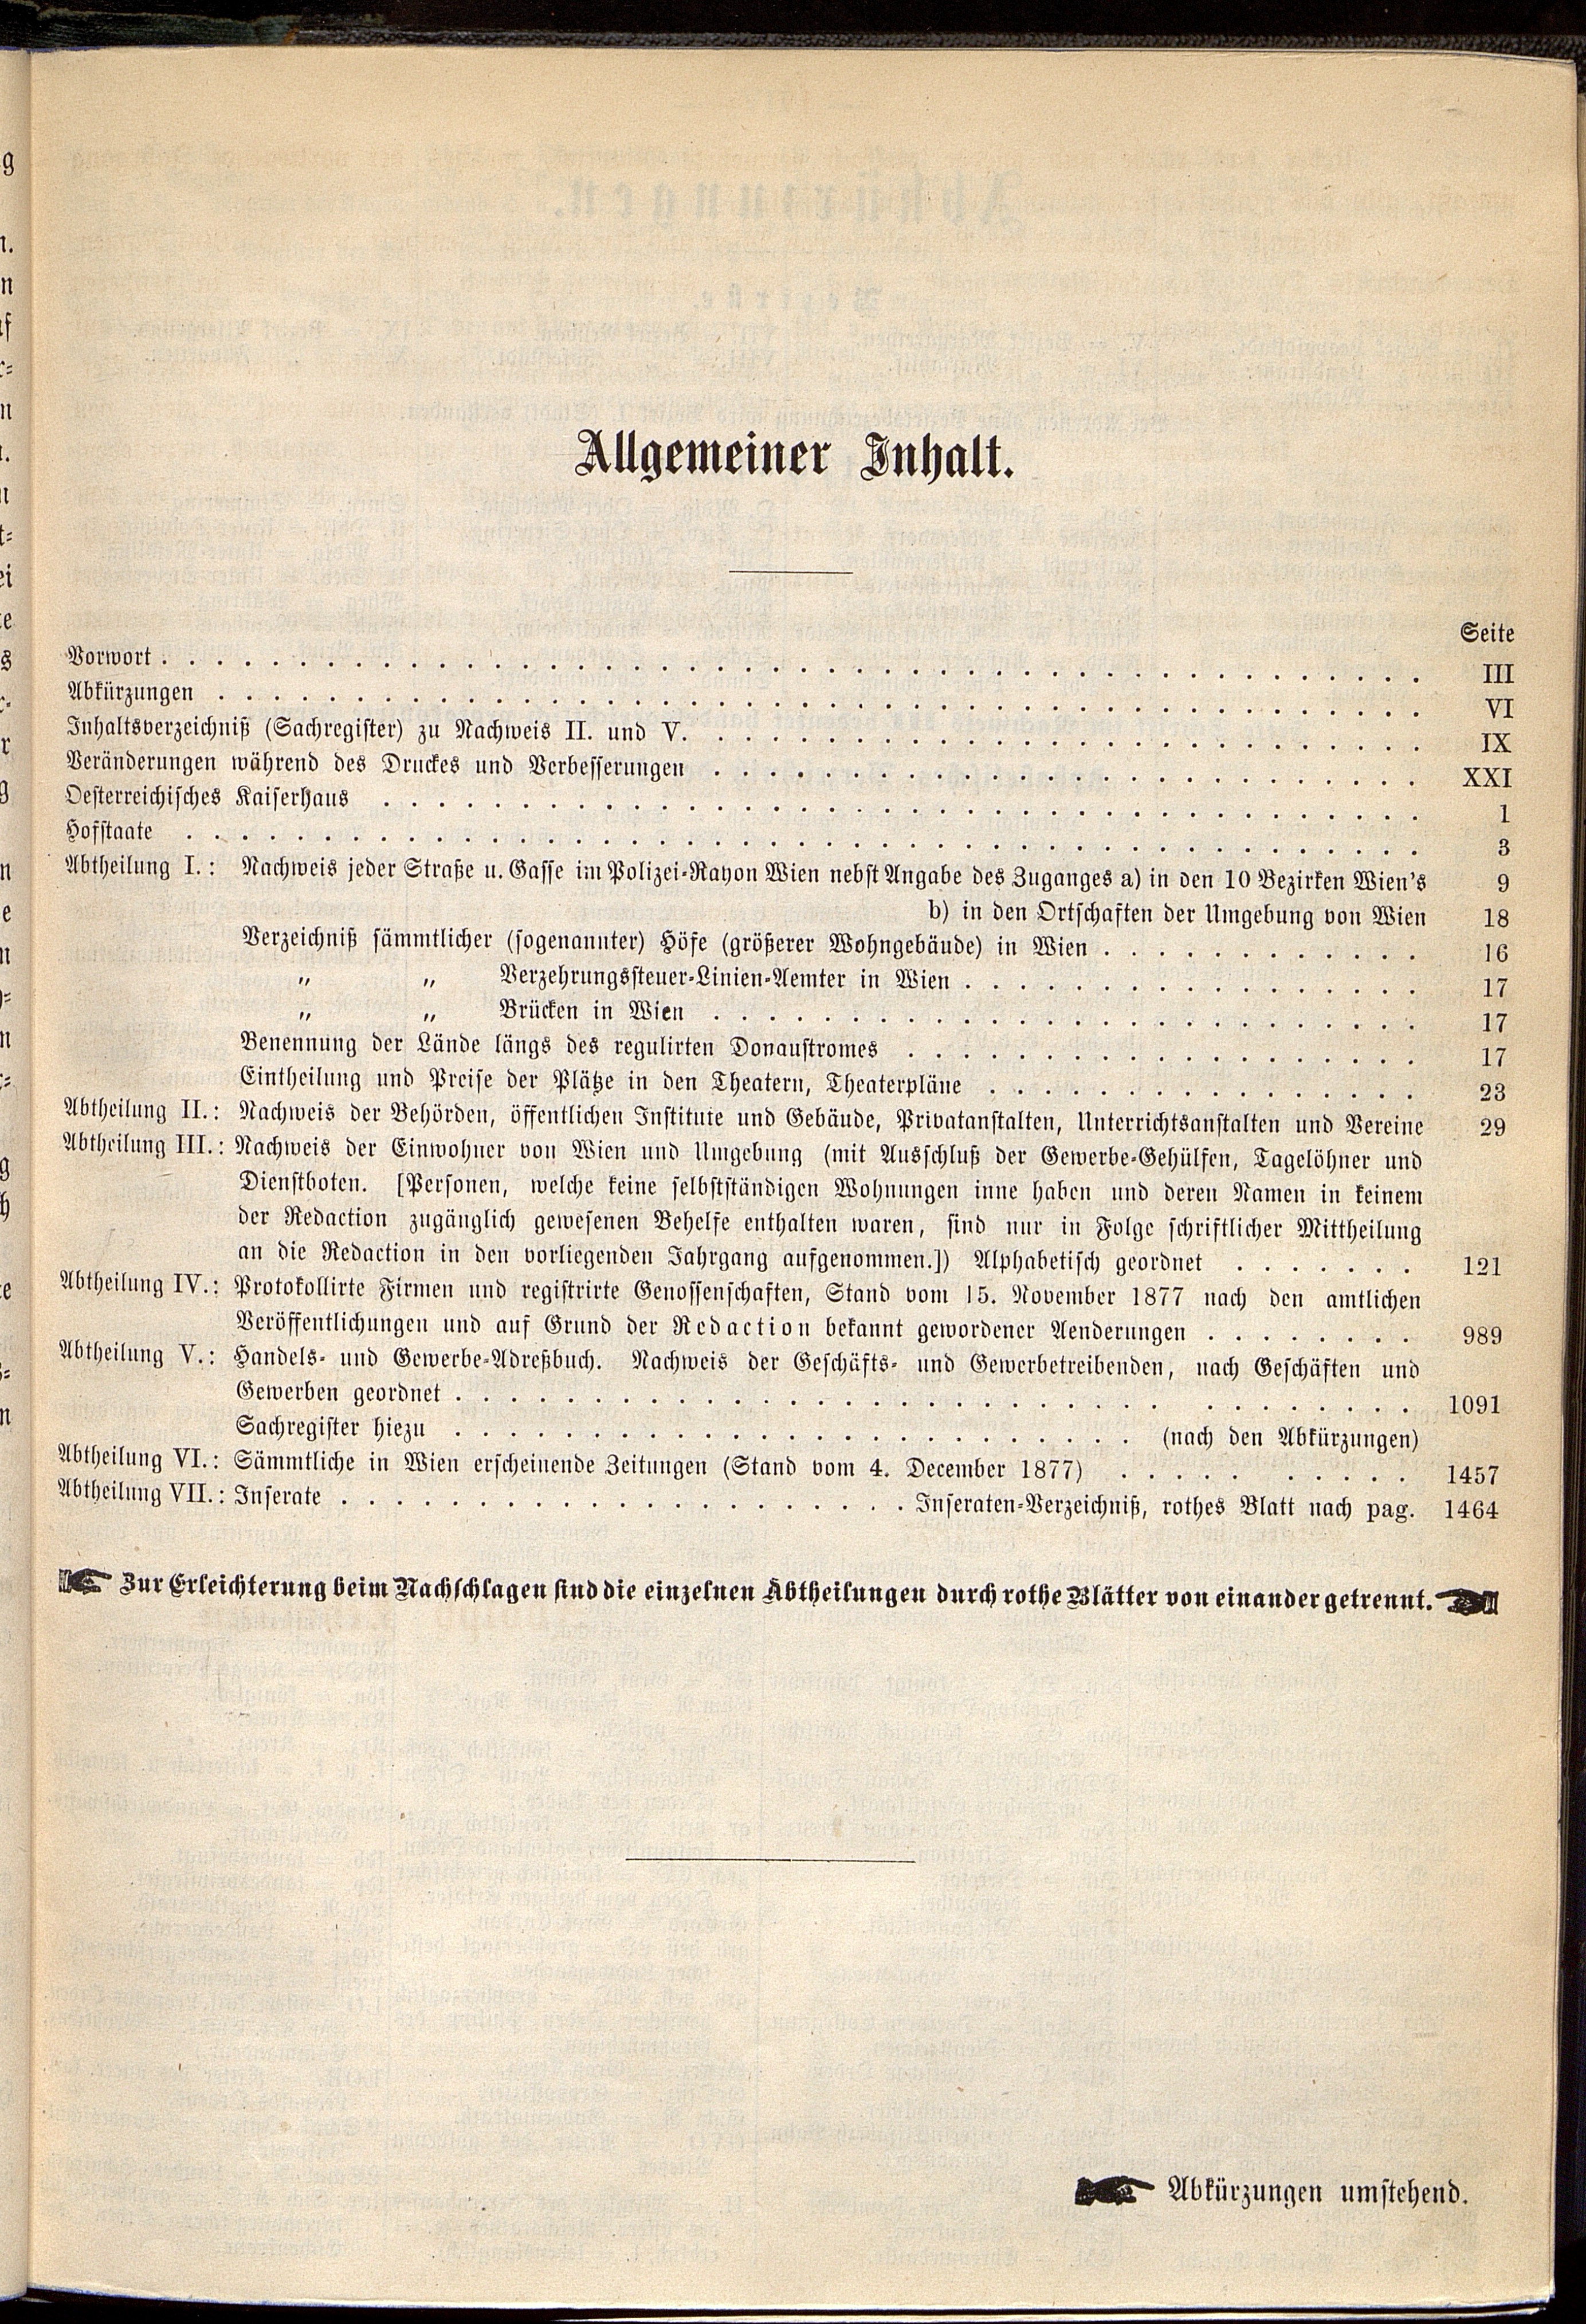 Allgemeiner Inhalt.
Seite
Vorwort . . . . . . . . . . III
Abkürzungen . . . . . . . . . . VI
Inhaltsverzeichniß (Sachregister) zu Nachweis II. und V. . . . . . . . . . . IX
Veränderungen während des Druckes und Verbesserungen . . . . . . . . . . XXI
Oesterreichisches Kaiserhaus . . . . . . . . . . 1
Hofstaate . . . . . . . . . . 3
Abtheilung I.: Nachweis jeder Straße u. Gasse im Polizei-Rayon Wien nebst Angabe des Zuganges a) in den 10 Bezirken Wien's 9
b) in den Ortschaften der Umgebung von Wien 18
Verzeichniß sämmtlicher (sogenannter) Höfe (größerer Wohngebäude) in Wien . . . . . . . . . . 16
" " Verzehrungssteuer-Linien-Aemter in Wien . . . . . . . . . . 17
" " Brücken in Wien . . . . . . . . . . 17
Benennung der Lände längs des regulirten Donaustromes . . . . . . . . . . 17
Eintheilung und Preise der Plätze in den Theatern, Theaterpläne . . . . . . . . . . 23
Abtheilung II.: Nachweis der Behörden, öffentlichen Institute und Gebäude, Privatanstalten, Unterrichtsanstalten und Vereine 29
Abtheilung III.: Nachweis der Einwohner von Wien und Umgebung (mit Ausschluß der Gewerbe-Gehülfen, Tagelöhner und
Dienstboten. [Personen, welche keine selbstständigen Wohnungen inne haben und deren Namen in keinem
der Redaction zugänglich gewesenen Behelfe enthalten waren, sind nur in Folge schriftlicher Mittheilung
an die Redaction in den vorliegenden Jahrgang aufgenommen.]) Alphabetisch geordnet . . . . . . . 121
Abtheilung IV.: Protokollirte Firmen und registrirte Genossenschaften, Stand vom 15. November 1877 nach den amtlichen
Veröffentlichungen und auf Grund der Redaction bekannt gewordener Aenderungen . . . . . . . . 989
Abtheilung V.: Handels- und Gewerbe-Adreßbuch. Nachweis der Geschäfts- und Gewerbetreibenden, nach Geschäften und
Gewerben geordnet . . . . . . . . . . 1091
Sachregister hiezu . . . . . . . . . . (nach den Abkürzungen)
Abtheilung VI.: Sämmtliche in Wien erscheinende Zeitungen (Stand vom 4. December 1877) . . . . . . . . . . 1457
Abtheilung VII.: Inserate . . . . . . . . . . Inseraten-Verzeichniß, rothes Blatt nach pag. 1464
Zur Erleichterung beim Nachschlagen sind die einzelnen Abtheilungen durch rothe Blätter von einander getrennt.
Abkürzungen umstehend.